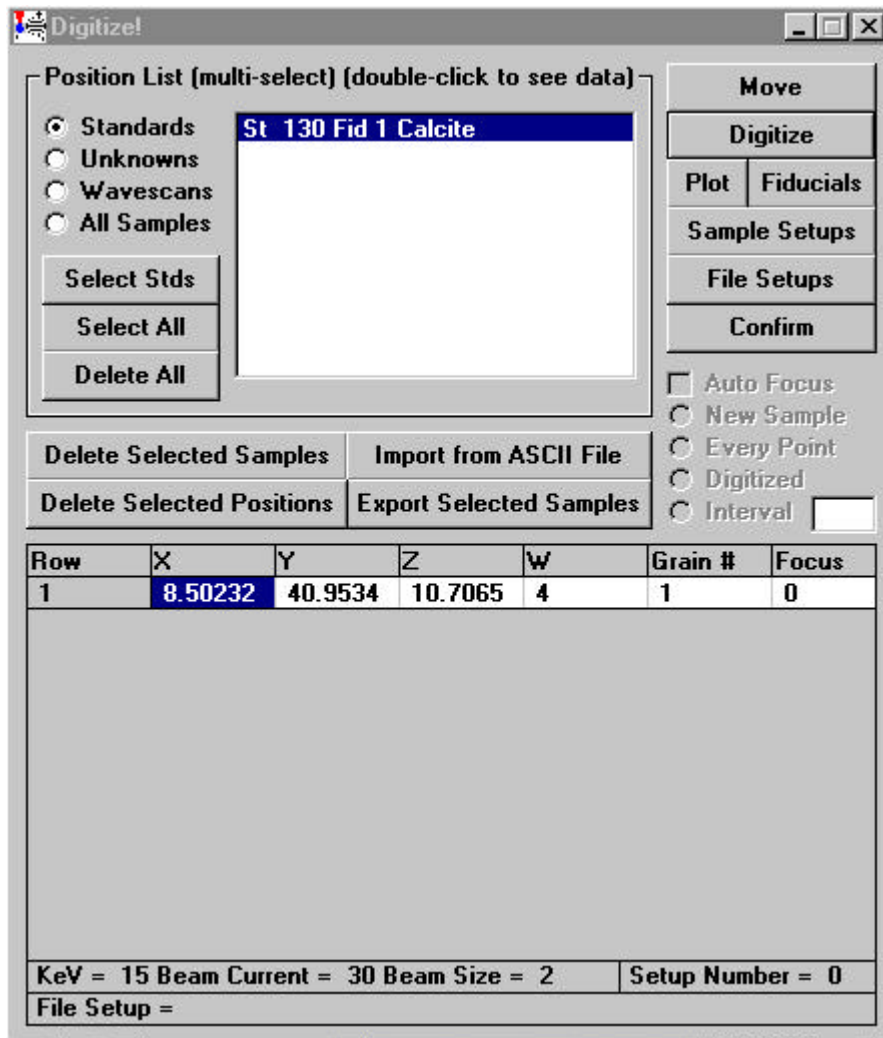 Digitize!
Position List (multi-select) (double-click to see data)
Standards
Unknowns
Wavescans
All Samples
Select Stds
Select All
Delete All
St 130 Fid 1 Calcite
Move
Digitize
Plot Fiducials
Sample Setups
File Setups
Confirm
Auto Focus
New Sample
Every Point
Digitized
Interval
Delete Selected Samples Import from ASCII File
Delete Selected Positions Export Selected Samples
Row X Y Z W Grain # Focus
1 8.50232 40.9534 10.7065 4 1 0
KeV = 15 Beam Current = 30 Beam Size = 2 Setup Number = 0
File Setup =